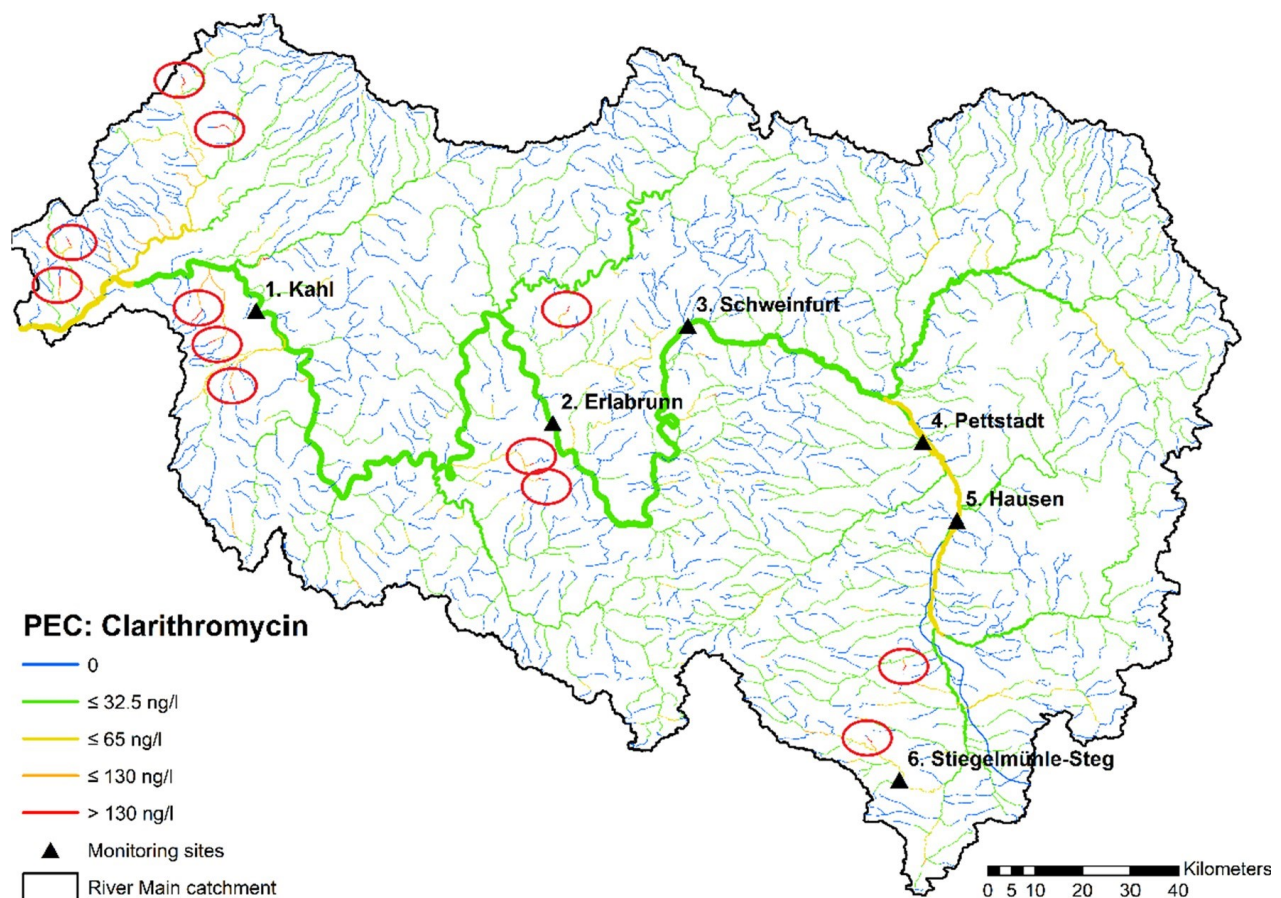 1. Kahl
3. Schweinfurt
2. Erlabrunn
4. Pettstadt
5. Hausen
6. Stiegelmühle-Steg
PEC: Clarithromycin
0
≤ 32.5 ng/l
≤ 65 ng/l
≤ 130 ng/l
> 130 ng/l
Monitoring sites
River Main catchment
Kilometers
0 5 10 20 30 40